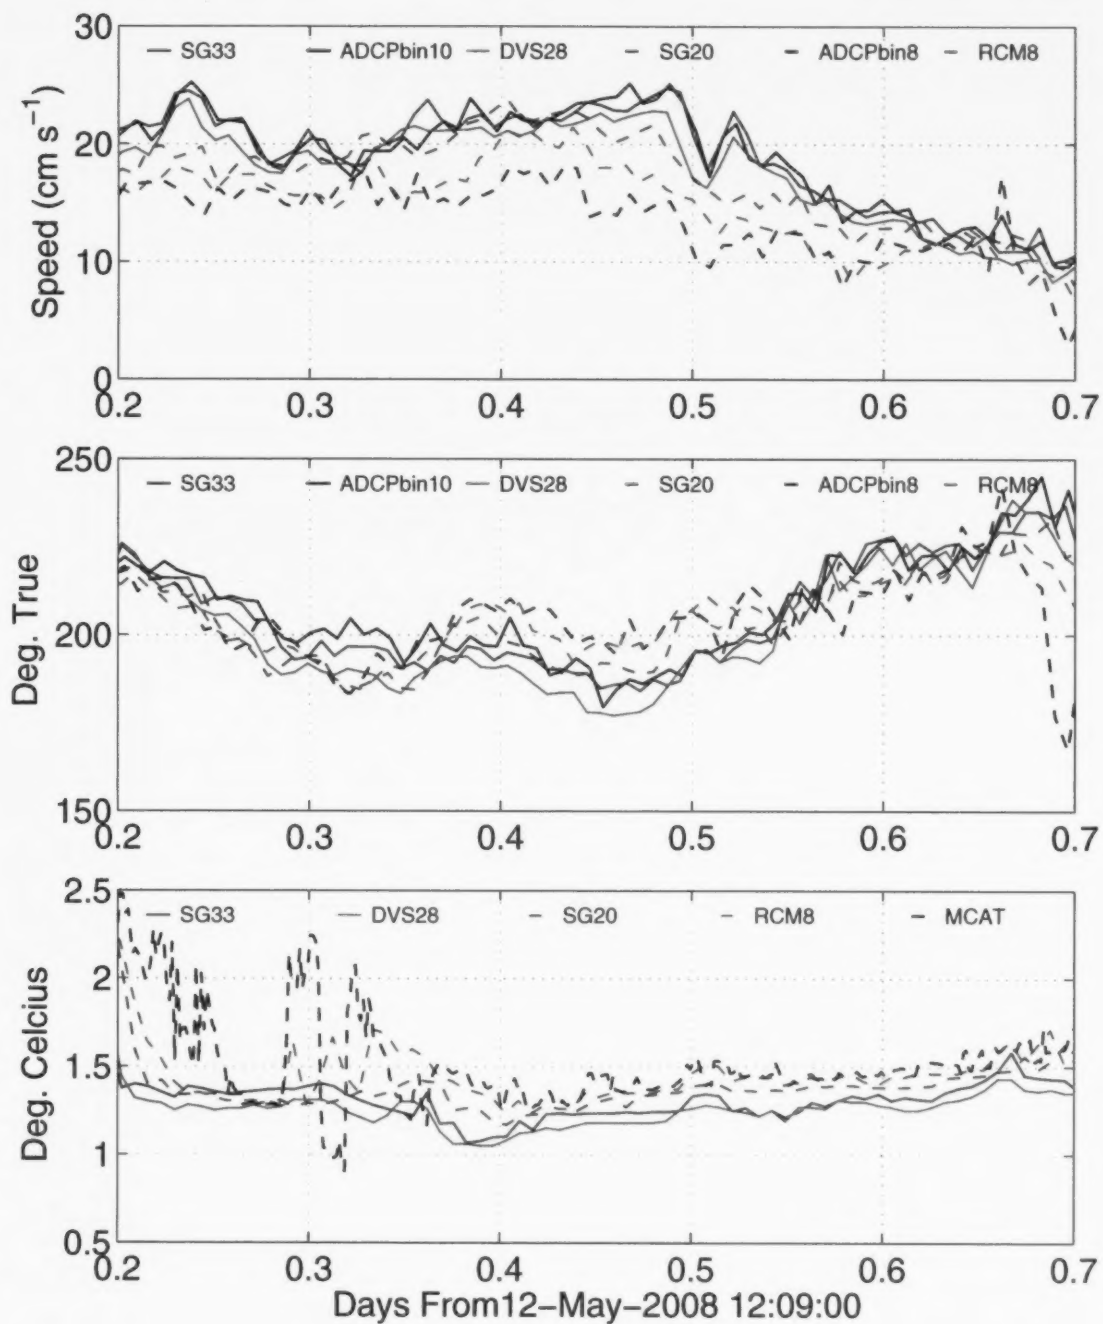 30
SG33 ADCPbin10 DVS28 SG20 ADCPbin8 RCM8
20
10
0
Speed (cm s⁻¹)
0.2 0.3 0.4 0.5 0.6 0.7
250
SG33 ADCPbin10 DVS28 SG20 ADCPbin8 RCM8
200
150
Deg. True
0.2 0.3 0.4 0.5 0.6 0.7
2.5
SG33 DVS28 SG20 RCM8 MCAT
2
1.5
1
0.5
Deg. Celcius
0.2 0.3 0.4 0.5 0.6 0.7
Days From12-May-2008 12:09:00